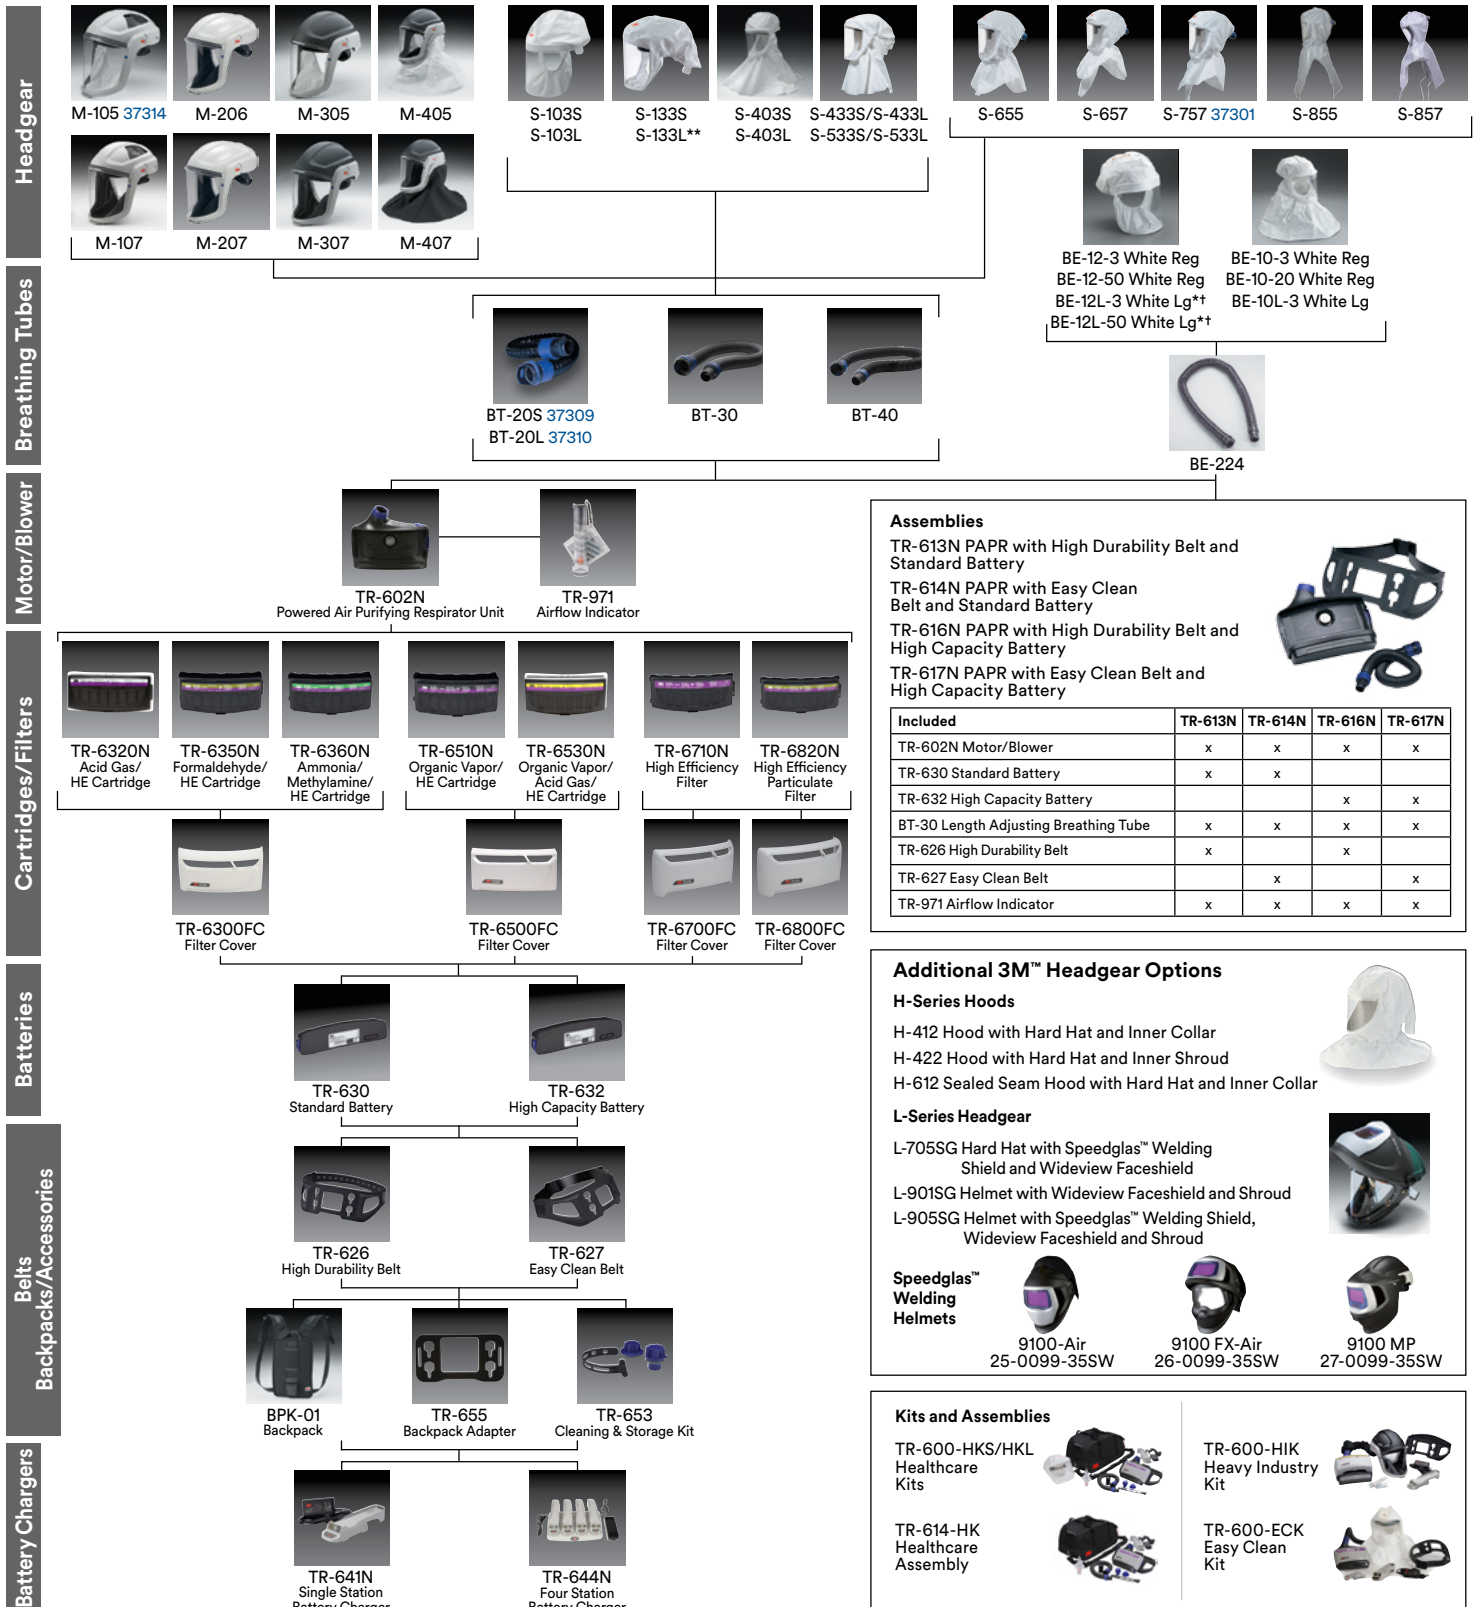 Headgear
M-105 37314
M-206
M-305
M-405
S-103S
S-103L
S-133S
S-133L**
S-403S
S-403L
S-433S/S-433L
S-533S/S-533L
S-655
S-657
S-757 37301
S-855
S-857
M-107
M-207
M-307
M-407
BE-12-3 White Reg
BE-12-50 White Reg
BE-12L-3 White Lg*†
BE-12L-50 White Lg*†
BE-10-3 White Reg
BE-10-20 White Reg
BE-10L-3 White Lg
Breathing Tubes
BT-20S 37309
BT-20L 37310
BT-30
BT-40
BE-224
Motor/Blower
TR-602N
Powered Air Purifying Respirator Unit
TR-971
Airflow Indicator
Cartridges/Filters
TR-6320N
Acid Gas/
HE Cartridge
TR-6350N
Formaldehyde/
HE Cartridge
TR-6360N
Ammonia/
Methylamine/
HE Cartridge
TR-6510N
Organic Vapor/
HE Cartridge
TR-6530N
Organic Vapor/
Acid Gas/
HE Cartridge
TR-6710N
High Efficiency
Filter
TR-6820N
High Efficiency
Particulate
Filter
TR-6300FC
Filter Cover
TR-6500FC
Filter Cover
TR-6700FC
Filter Cover
TR-6800FC
Filter Cover
Batteries
TR-630
Standard Battery
TR-632
High Capacity Battery
Belts
Backpacks/Accessories
TR-626
High Durability Belt
TR-627
Easy Clean Belt
BPK-01
Backpack
TR-655
Backpack Adapter
TR-653
Cleaning & Storage Kit
Battery Chargers
TR-641N
Single Station
Battery Charger
TR-644N
Four Station
Battery Charger
Assemblies
TR-613N PAPR with High Durability Belt and
Standard Battery
TR-614N PAPR with Easy Clean
Belt and Standard Battery
TR-616N PAPR with High Durability Belt and
High Capacity Battery
TR-617N PAPR with Easy Clean Belt and
High Capacity Battery
Included TR-613N TR-614N TR-616N TR-617N
TR-602N Motor/Blower x x x x
TR-630 Standard Battery x x
TR-632 High Capacity Battery x x
BT-30 Length Adjusting Breathing Tube x x x x
TR-626 High Durability Belt x x
TR-627 Easy Clean Belt x x
TR-971 Airflow Indicator x x x x
Additional 3M™ Headgear Options
H-Series Hoods
H-412 Hood with Hard Hat and Inner Collar
H-422 Hood with Hard Hat and Inner Shroud
H-612 Sealed Seam Hood with Hard Hat and Inner Collar
L-Series Headgear
L-705SG Hard Hat with Speedglas™ Welding
Shield and Wideview Faceshield
L-901SG Helmet with Wideview Faceshield and Shroud
L-905SG Helmet with Speedglas™ Welding Shield,
Wideview Faceshield and Shroud
Speedglas™
Welding
Helmets
9100-Air
25-0099-35SW
9100 FX-Air
26-0099-35SW
9100 MP
27-0099-35SW
Kits and Assemblies
TR-600-HKS/HKL
Healthcare
Kits
TR-600-HIK
Heavy Industry
Kit
TR-614-HK
Healthcare
Assembly
TR-600-ECK
Easy Clean
Kit